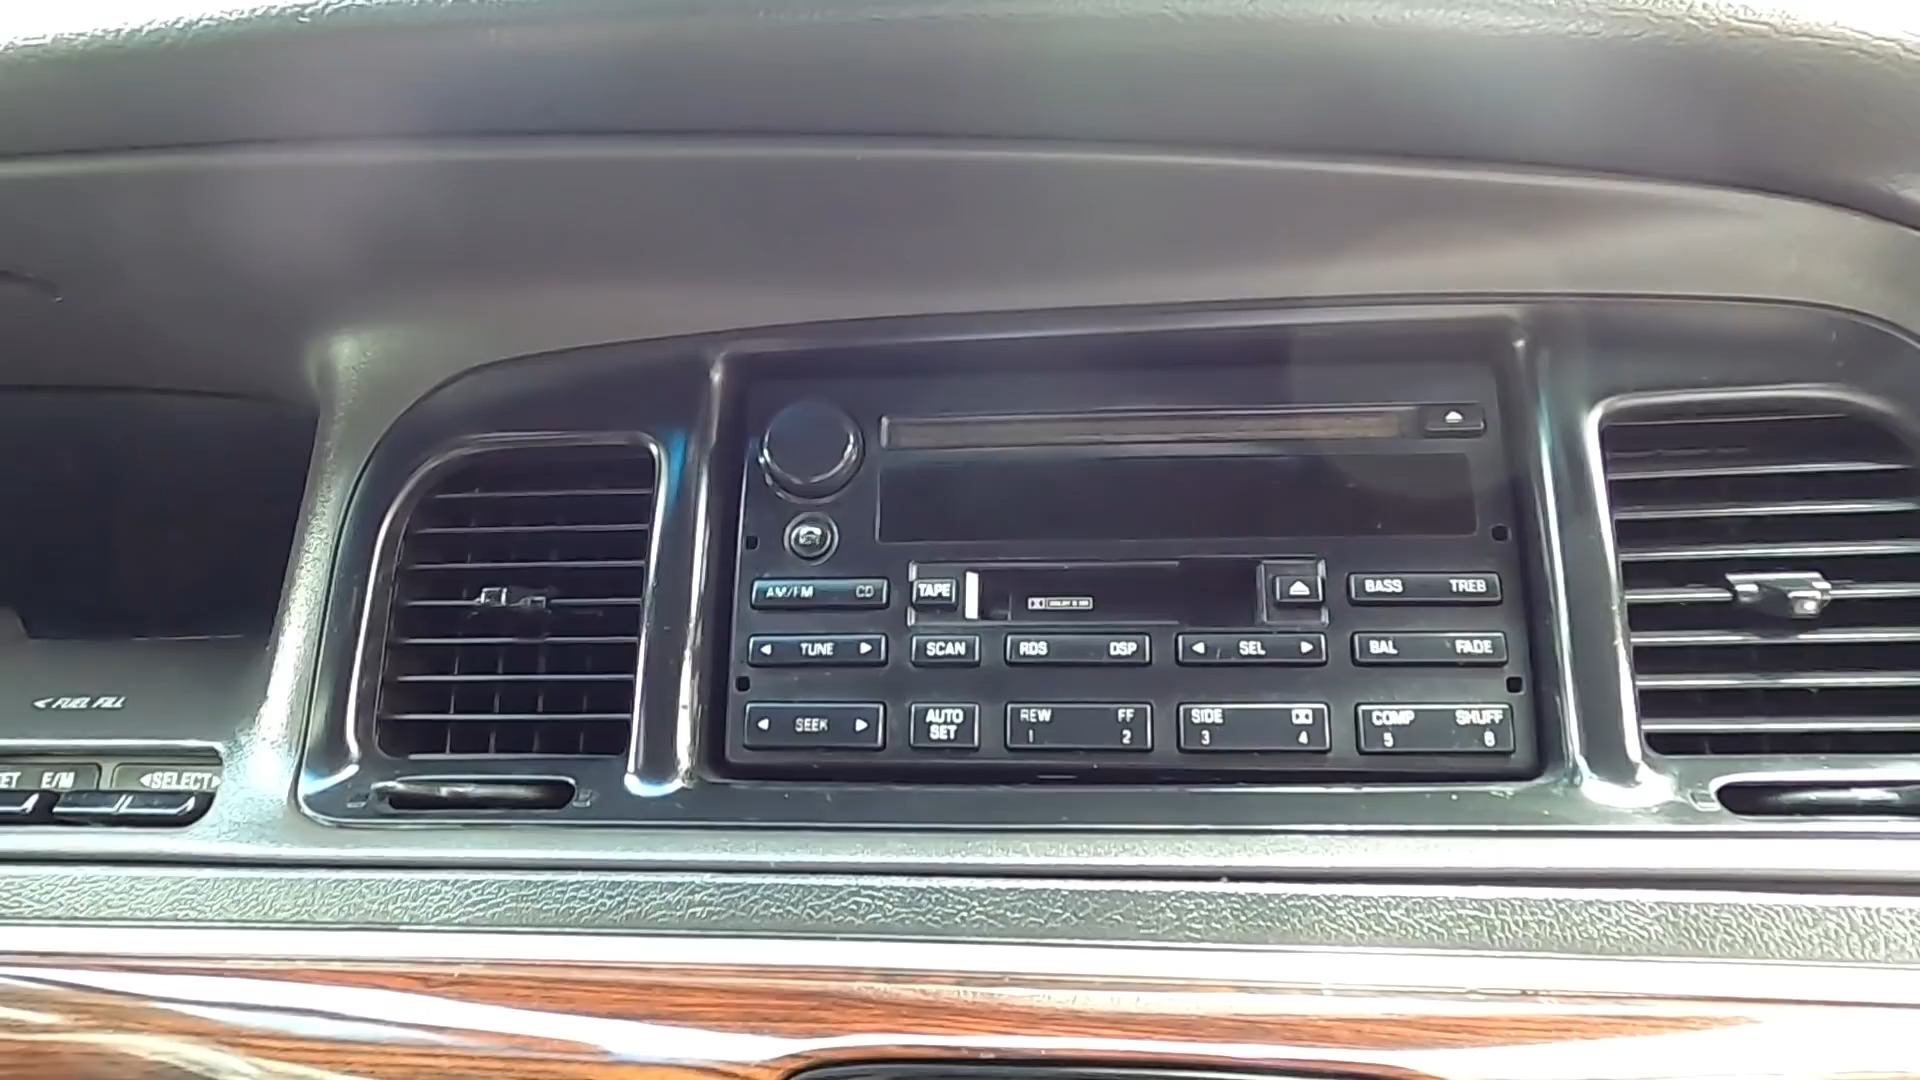 AM/FM CD
TAPE
BASS TREB
TUNE
SCAN
RDS DSP
SEL
BAL FADE
SEEK
AUTO SET
REW FF
1 2
SIDE
3 4
COMP SHUFF
5 6
< FUEL FILL
E/M
SELECT